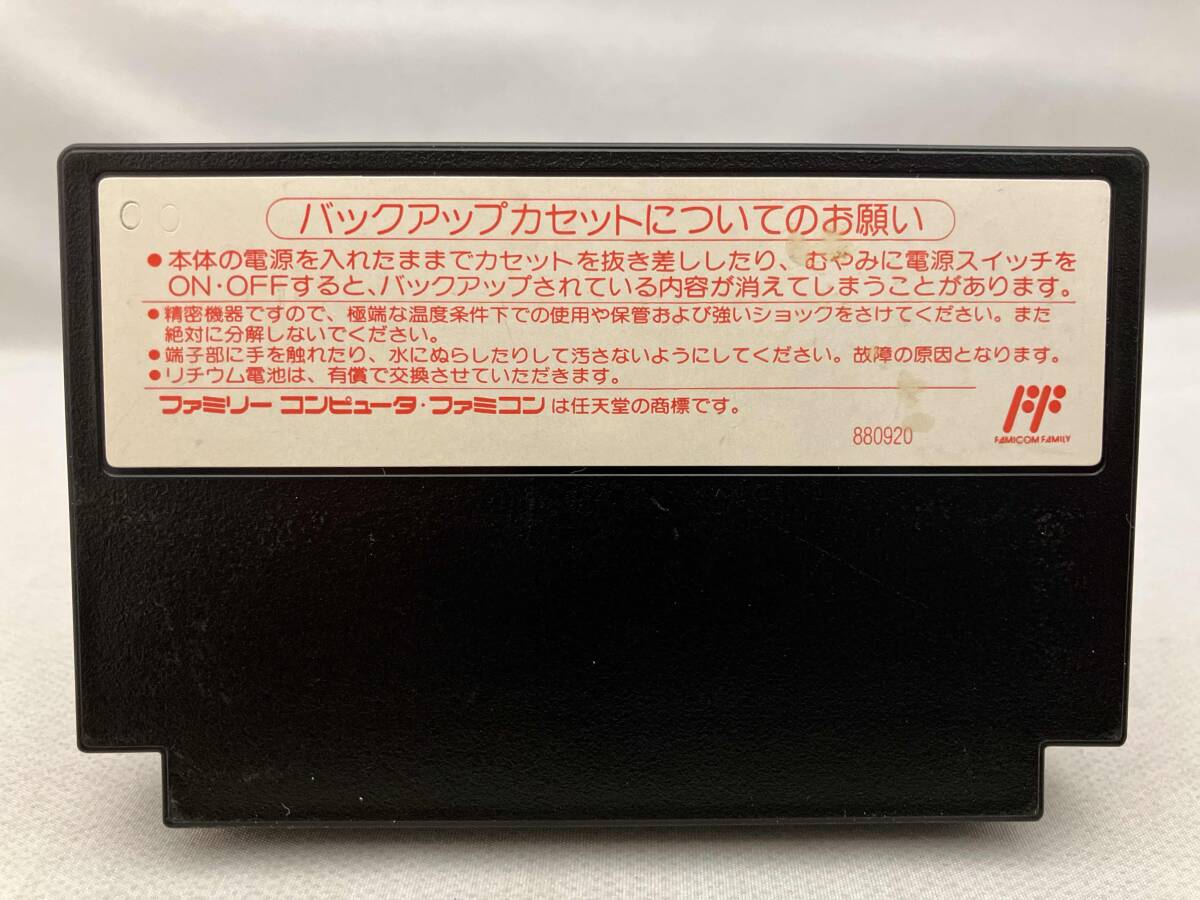 バックアップカセットについてのお願い
●本体の電源を入れたままでカセットを抜き差ししたり、むやみに電源スイッチを
ON・OFFすると、バックアップされている内容が消えてしまうことがあります。
●精密機器ですので、極端な温度条件下での使用や保管および強いショックをさけてください。また
絶対に分解しないでください。
●端子部に手を触れたり、水にぬらしたりして汚さないようにしてください。故障の原因となります。
●リチウム電池は、有償で交換させていただきます。
ファミリー コンピュータ・ファミコン は任天堂の商標です。
880920
FAMICOM FAMILY